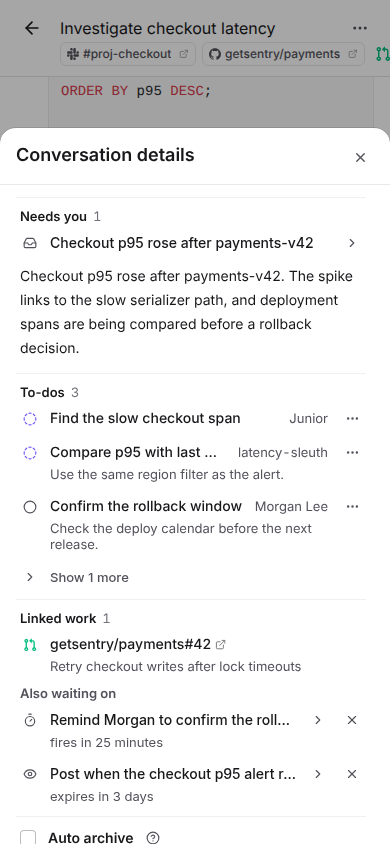 Investigate checkout latency
#proj-checkout
getsentry/payments
ORDER BY p95 DESC;
Conversation details
Needs you 1
Checkout p95 rose after payments-v42
Checkout p95 rose after payments-v42. The spike
links to the slow serializer path, and deployment
spans are being compared before a rollback
decision.
To-dos 3
Find the slow checkout span Junior
Compare p95 with last ... latency-sleuth
Use the same region filter as the alert.
Confirm the rollback window Morgan Lee
Check the deploy calendar before the next
release.
Show 1 more
Linked work 1
getsentry/payments#42
Retry checkout writes after lock timeouts
Also waiting on
Remind Morgan to confirm the roll...
fires in 25 minutes
Post when the checkout p95 alert r...
expires in 3 days
Auto archive